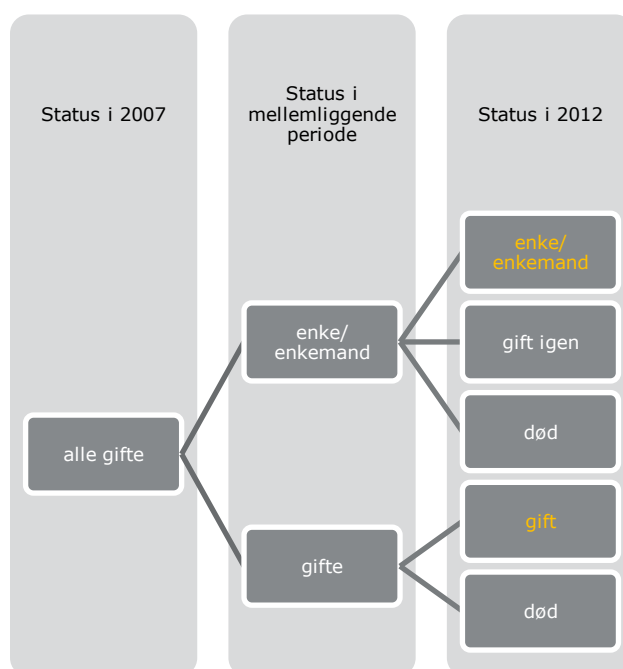 Status i 2007
Status i
mellemliggende
periode
Status i 2012
enke/
enkemand
enke/
enkemand
gift igen
død
alle gifte
gift
gifte
død